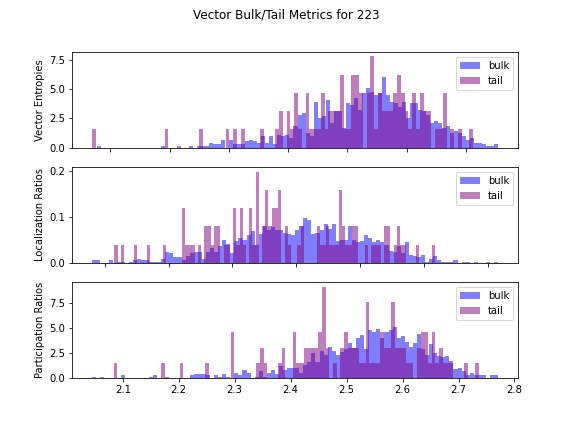 Vector Bulk/Tail Metrics for 223
Vector Entropies
7.5
5.0
2.5
0.0
bulk
tail
Localization Ratios
0.2
0.1
0.0
bulk
tail
Participation Ratios
7.5
5.0
2.5
0.0
bulk
tail
2.1 2.2 2.3 2.4 2.5 2.6 2.7 2.8